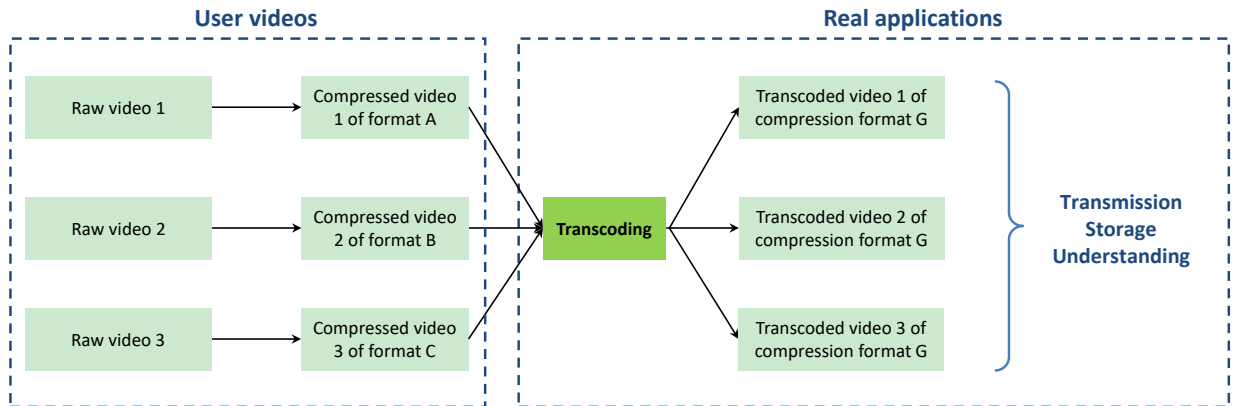 User videos
Real applications
Raw video 1
Compressed video
1 of format A
Transcoded video 1 of
compression format G
Raw video 2
Compressed video
2 of format B
Transcoding
Transcoded video 2 of
compression format G
Transmission
Storage
Understanding
Raw video 3
Compressed video
3 of format C
Transcoded video 3 of
compression format G